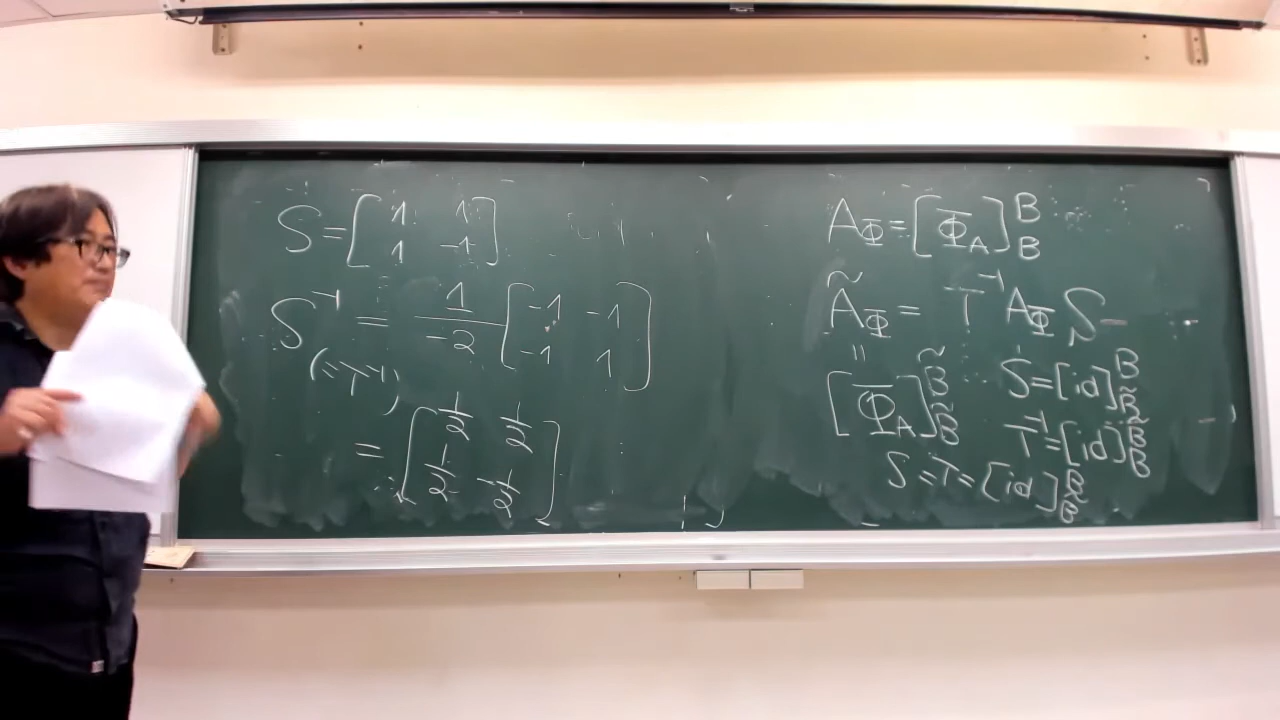 S = [ 1 1
1 -1 ]
S⁻¹ = 1/-2 [ -1 -1
-1 1 ]
(=T⁻¹)
= [ 1/2 1/2
1/2 -1/2 ]
A_Φ = [Φ_A]^B_B
Ã_Φ = T⁻¹ A_Φ S
=
[Φ_A]^B̃_B̃
S = [id]^B_B̃
T⁻¹ = [id]^B̃_B
S = T = [id]^B_B̃